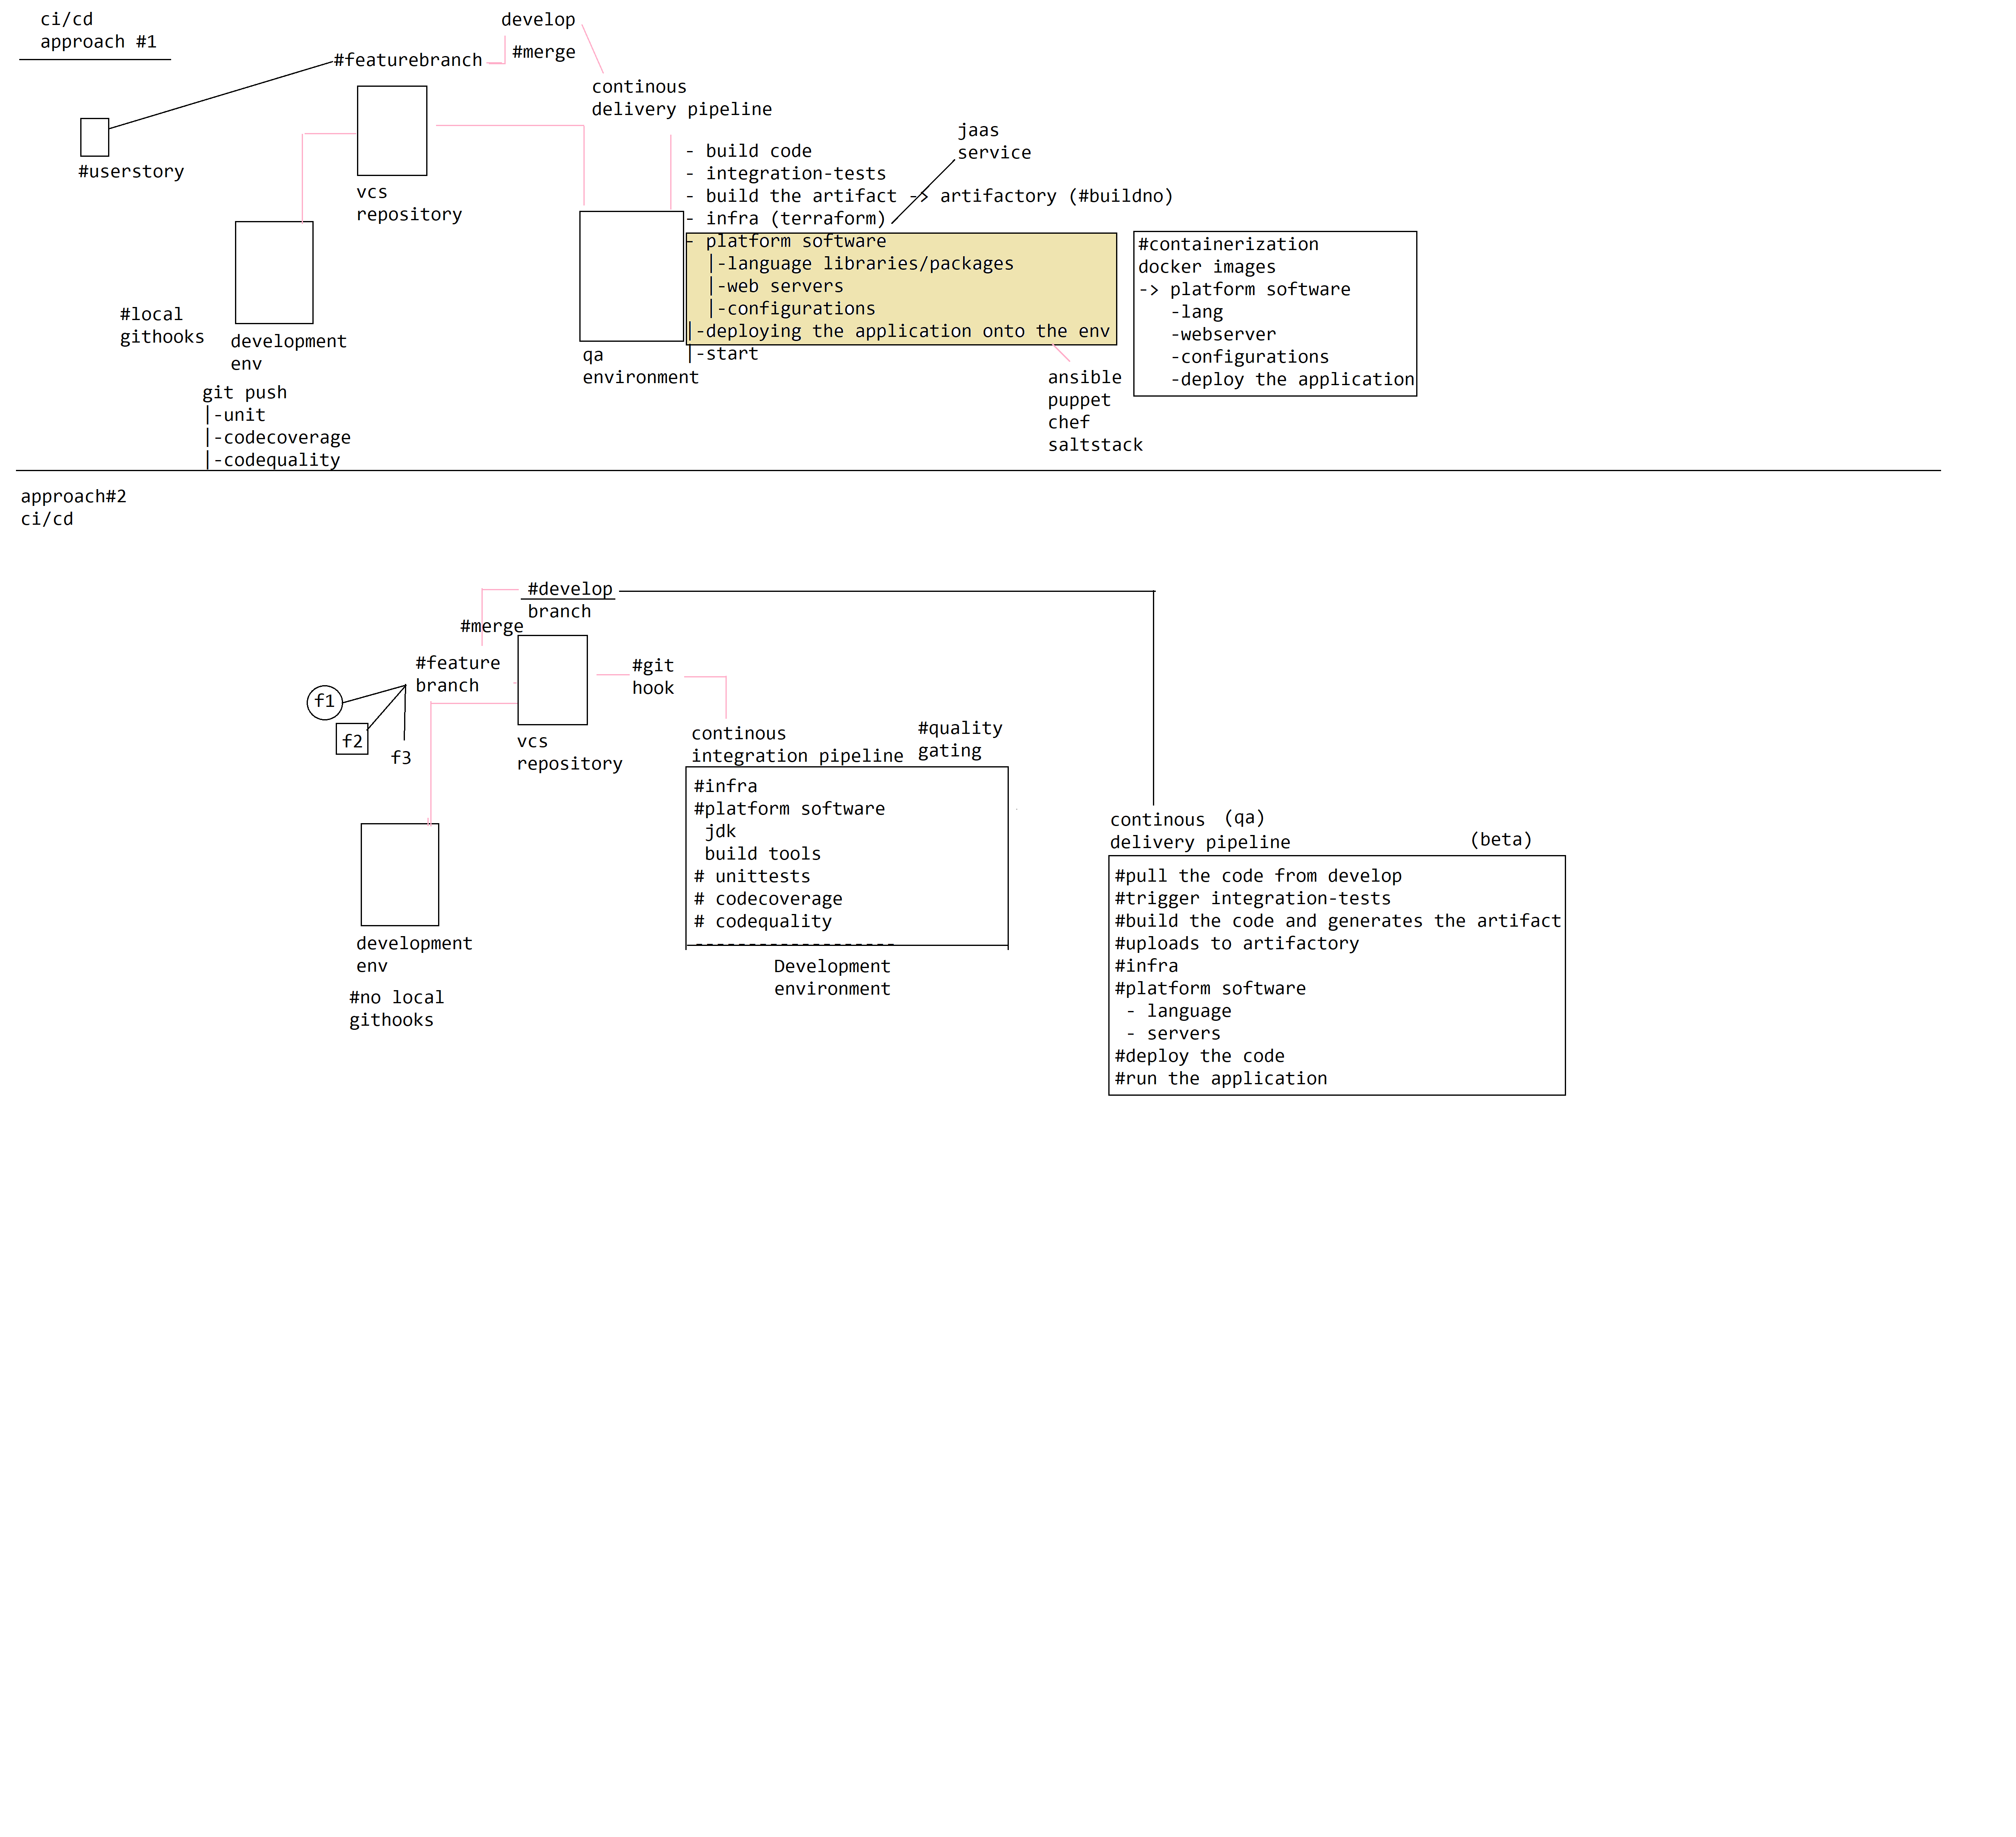 ci/cd
approach #1
develop
#merge
#featurebranch
continous
delivery pipeline
#userstory
vcs
repository
jaas
service
- build code
- integration-tests
- build the artifact -> artifactory (#buildno)
- infra (terraform)
- platform software
|-language libraries/packages
|-web servers
|-configurations
|-deploying the application onto the env
|-start
#containerization
docker images
-> platform software
-lang
-webserver
-configurations
-deploy the application
#local
githooks
development
env
qa
environment
ansible
puppet
chef
saltstack
git push
|-unit
|-codecoverage
|-codequality
approach#2
ci/cd
#develop
branch
#merge
#feature
branch
#git
hook
f1
f2
f3
vcs
repository
continous
integration pipeline
#quality
gating
#infra
#platform software
jdk
build tools
# unittests
# codecoverage
# codequality
-------------------
Development
environment
development
env
#no local
githooks
continous (qa)
delivery pipeline
(beta)
#pull the code from develop
#trigger integration-tests
#build the code and generates the artifact
#uploads to artifactory
#infra
#platform software
- language
- servers
#deploy the code
#run the application